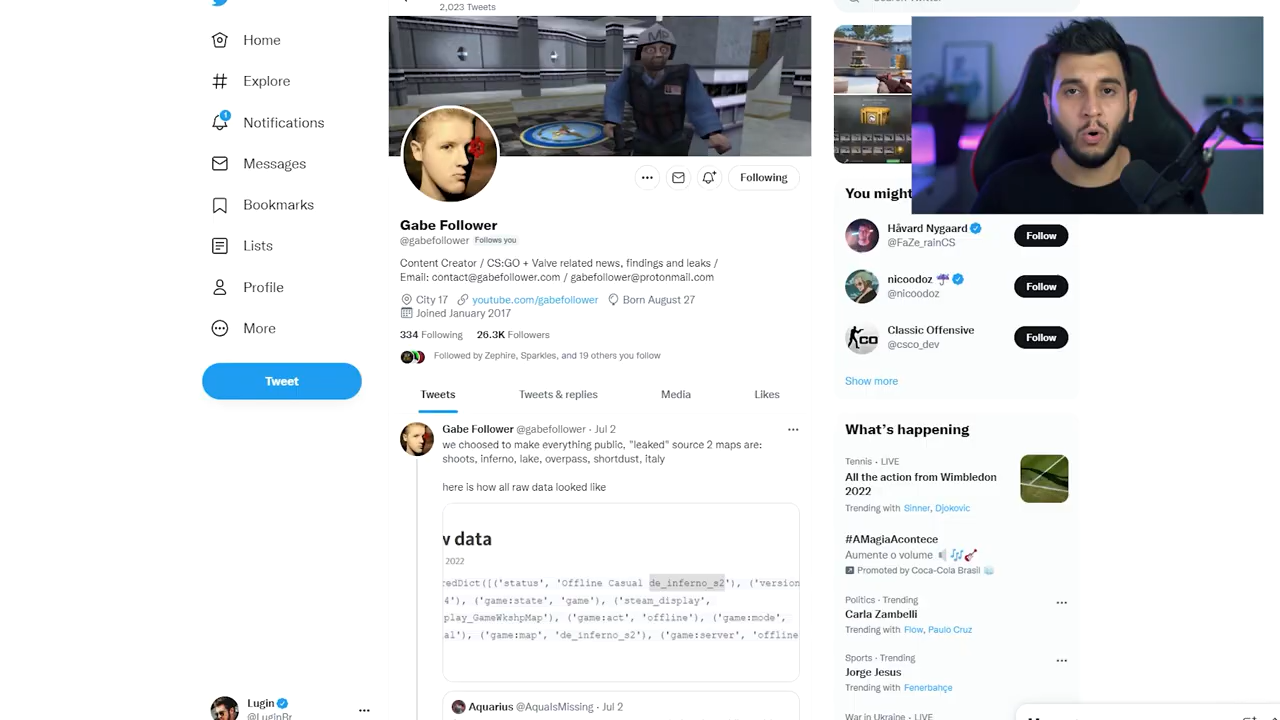 2,023 Tweets
Home
Explore
1
Notifications
Messages
Bookmarks
Lists
Profile
More
Tweet
Lugin
@LuginBr
Following
Gabe Follower
@gabefollower Follows you
Content Creator / CS:GO + Valve related news, findings and leaks /
Email: contact@gabefollower.com / gabefollower@protonmail.com
City 17 youtube.com/gabefollower Born August 27
Joined January 2017
334 Following 26.3K Followers
Followed by Zephire, Sparkles, and 19 others you follow
Tweets Tweets & replies Media Likes
Gabe Follower @gabefollower · Jul 2
we choosed to make everything public, "leaked" source 2 maps are:
shoots, inferno, lake, overpass, shortdust, italy
here is how all raw data looked like
w data
2022
redDict([('status', 'Offline Casual de_inferno_s2'), ('version
4'), ('game:state', 'game'), ('steam_display',
play_GameWkshpMap'), ('game:act', 'offline'), ('game:mode',
al'), ('game:map', 'de_inferno_s2'), ('game:server', 'offline
Aquarius @AquaIsMissing · Jul 2
You might
Håvard Nygaard
@FaZe_rainCS
Follow
nicoodoz
@nicoodoz
Follow
CO
Classic Offensive
@csco_dev
Follow
Show more
What's happening
Tennis · LIVE
All the action from Wimbledon
2022
Trending with Sinner, Djokovic
#AMagiaAcontece
Aumente o volume
Promoted by Coca-Cola Brasil
Politics · Trending
Carla Zambelli
Trending with Flow, Paulo Cruz
Sports · Trending
Jorge Jesus
Trending with Fenerbahçe
War in Ukraine · LIVE